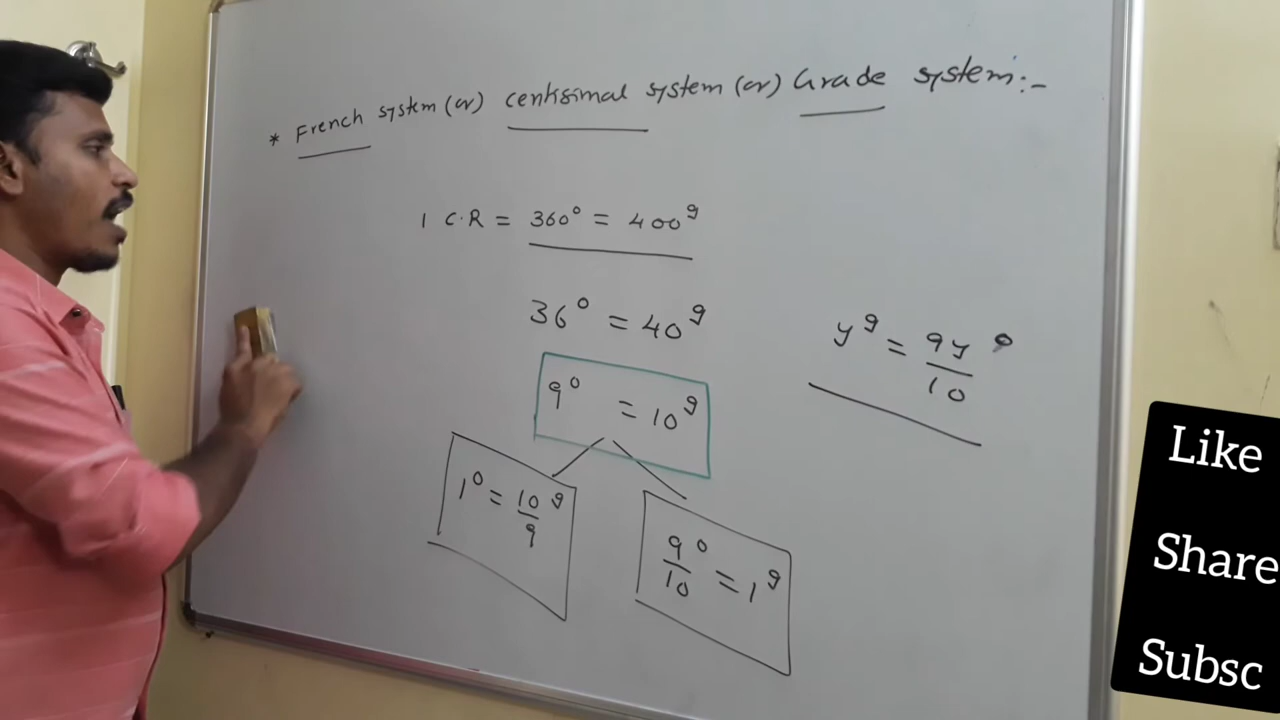 * French system (or) centisimal system (or) Grade system:-
1 C.R = 360° = 400ᵍ
36° = 40ᵍ
9° = 10ᵍ
yᵍ = 9y/10 °
1° = 10/9 ᵍ
9/10 ° = 1ᵍ
Like
Share
Subsc